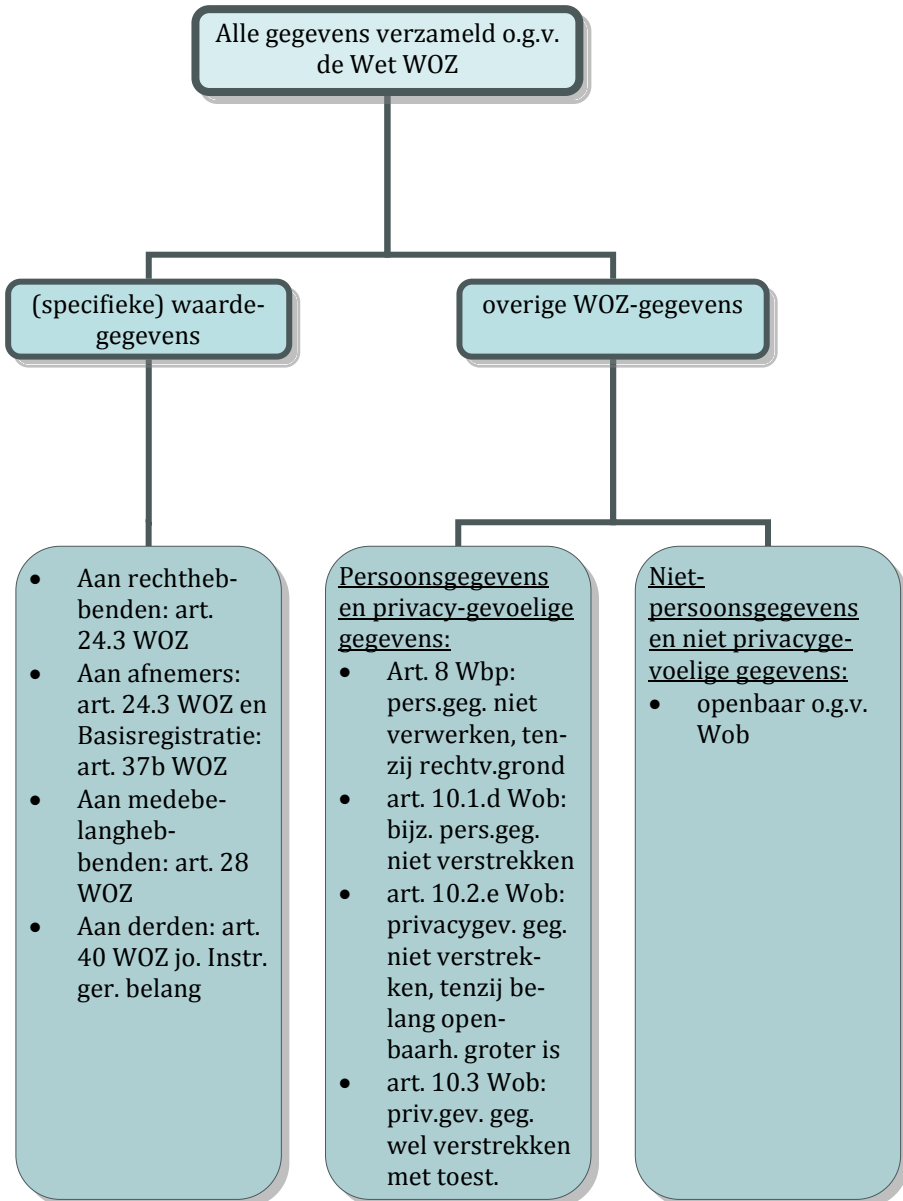 Alle gegevens verzameld o.g.v.
de Wet WOZ
(specifieke) waarde-
gegevens
overige WOZ-gegevens
• Aan rechtheb-
benden: art.
24.3 WOZ
• Aan afnemers:
art. 24.3 WOZ en
Basisregistratie:
art. 37b WOZ
• Aan medebe-
langheb-
benden: art. 28
WOZ
• Aan derden: art.
40 WOZ jo. Instr.
ger. belang
Persoonsgegevens
en privacy-gevoelige
gegevens:
• Art. 8 Wbp:
pers.geg. niet
verwerken, ten-
zij rechtv.grond
• art. 10.1.d Wob:
bijz. pers.geg.
niet verstrekken
• art. 10.2.e Wob:
privacygev. geg.
niet verstrek-
ken, tenzij be-
lang open-
baarh. groter is
• art. 10.3 Wob:
priv.gev. geg.
wel verstrekken
met toest.
Niet-
persoonsgegevens
en niet privacyge-
voelige gegevens:
• openbaar o.g.v.
Wob